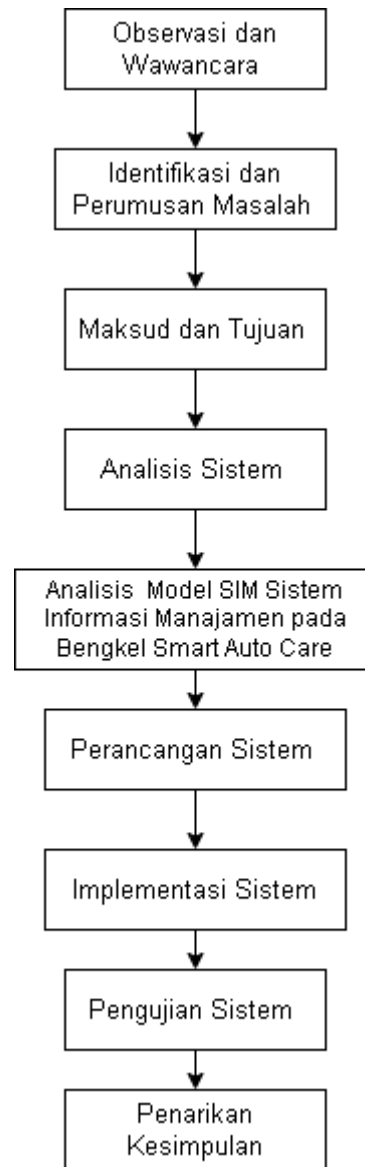 Observasi dan
Wawancara
Identifikasi dan
Perumusan Masalah
Maksud dan Tujuan
Analisis Sistem
Analisis Model SIM Sistem
Informasi Manajamen pada
Bengkel Smart Auto Care
Perancangan Sistem
Implementasi Sistem
Pengujian Sistem
Penarikan
Kesimpulan